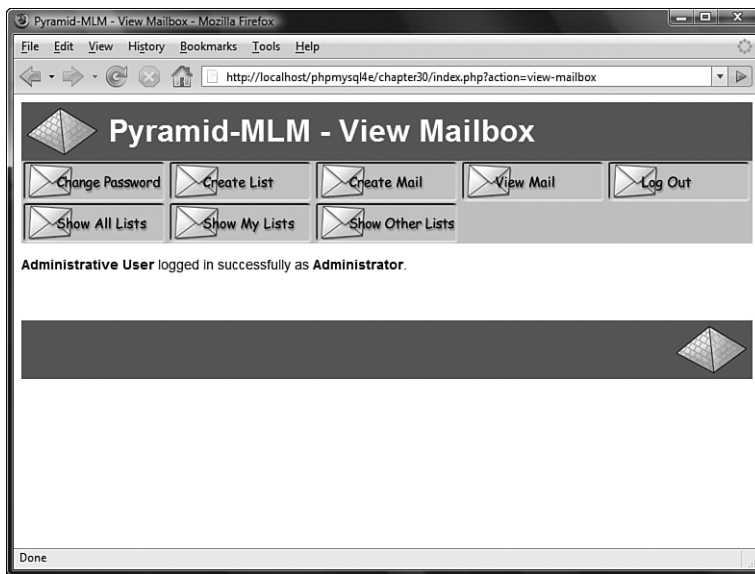 Pyramid-MLM - View Mailbox - Mozilla Firefox
File Edit View History Bookmarks Tools Help
http://localhost/phpmysql4e/chapter30/index.php?action=view-mailbox
Pyramid-MLM - View Mailbox
Change Password Create List Create Mail View Mail Log Out
Show All Lists Show My Lists Show Other Lists
Administrative User logged in successfully as Administrator.
Done